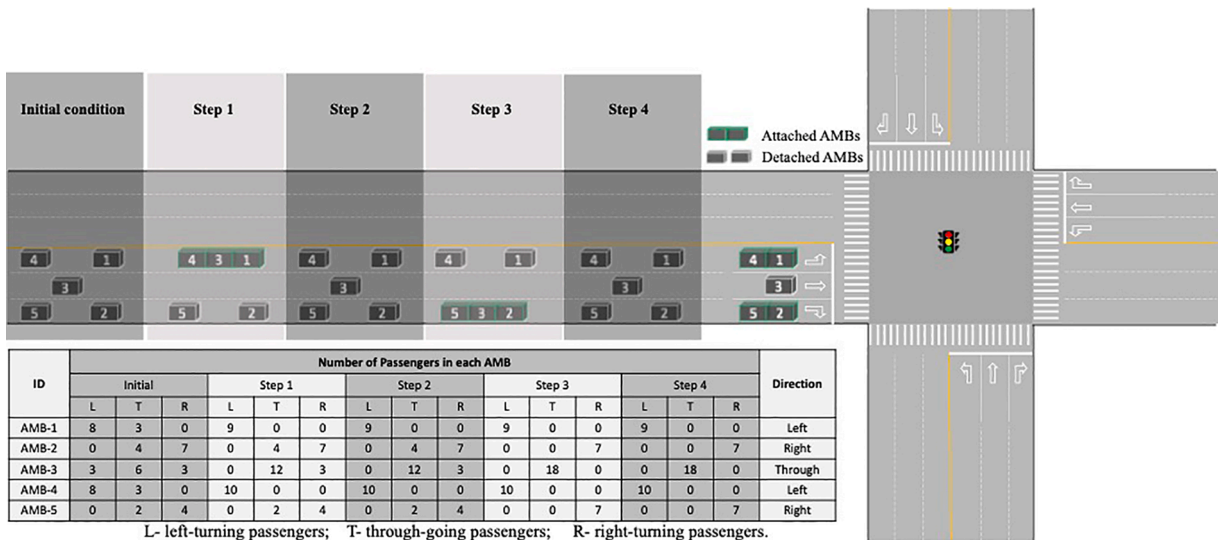 Initial condition Step 1 Step 2 Step 3 Step 4
Attached AMBs
Detached AMBs
4 1 4 3 1 4 1 4 1 4 1 4 1
3 3 3 3
5 2 5 2 5 2 5 3 2 5 2 5 2
ID Number of Passengers in each AMB Direction
Initial Step 1 Step 2 Step 3 Step 4
L T R L T R L T R L T R L T R
AMB-1 8 3 0 9 0 0 9 0 0 9 0 0 9 0 0 Left
AMB-2 0 4 7 0 4 7 0 4 7 0 0 7 0 0 7 Right
AMB-3 3 6 3 0 12 3 0 12 3 0 18 0 0 18 0 Through
AMB-4 8 3 0 10 0 0 10 0 0 10 0 0 10 0 0 Left
AMB-5 0 2 4 0 2 4 0 2 4 0 0 7 0 0 7 Right
L- left-turning passengers; T- through-going passengers; R- right-turning passengers.